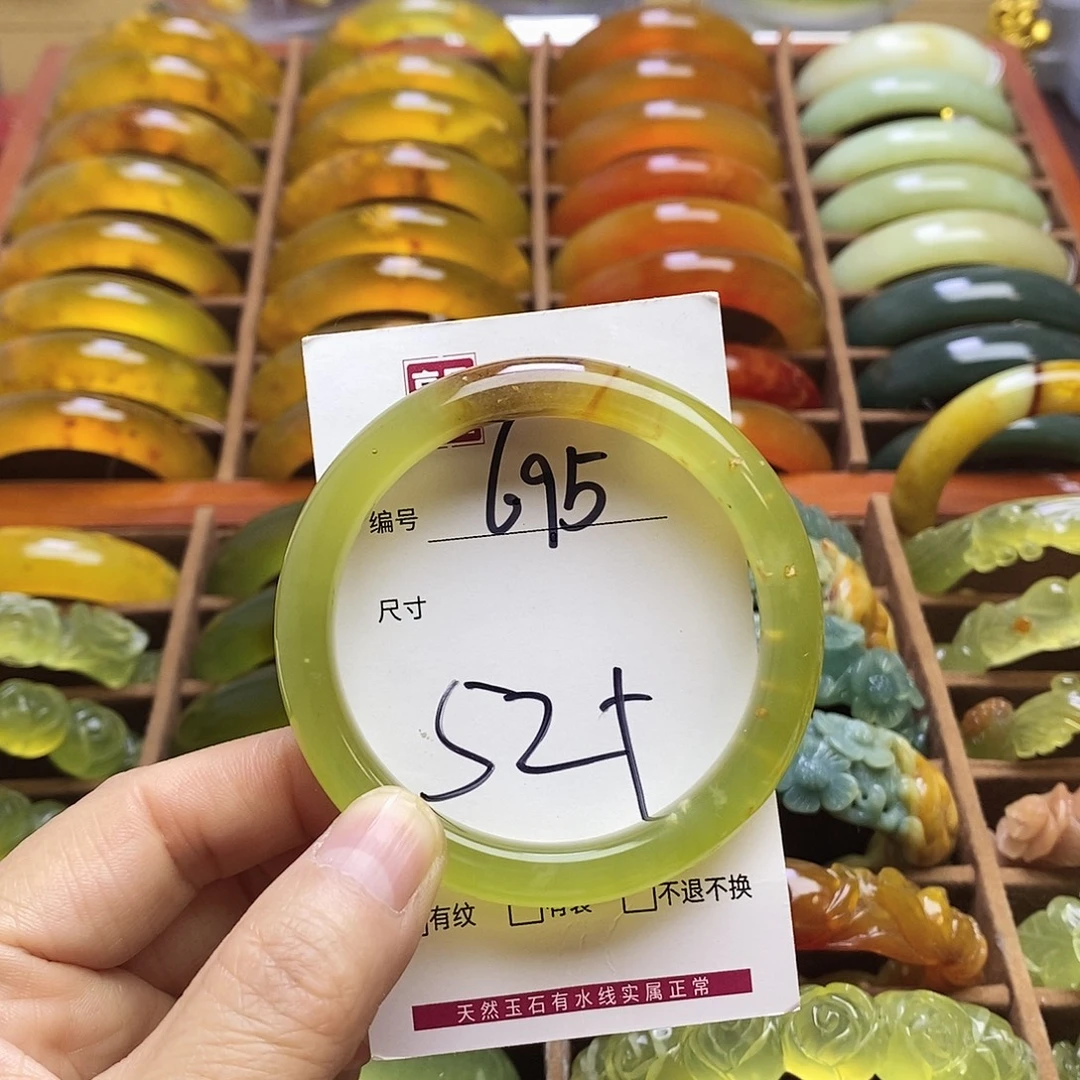 编号 695
尺寸
52+
有纹 不退不换
天然玉石有水线实属正常